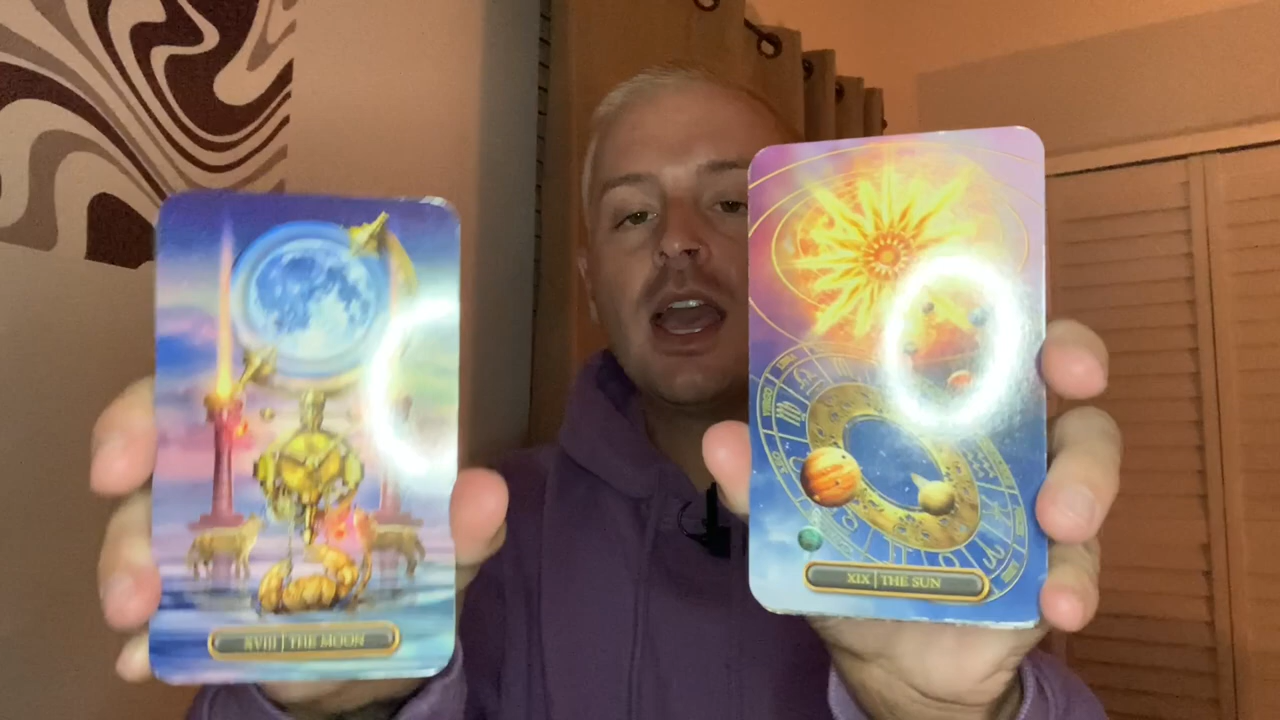 XVIII | THE MOON
XIX | THE SUN